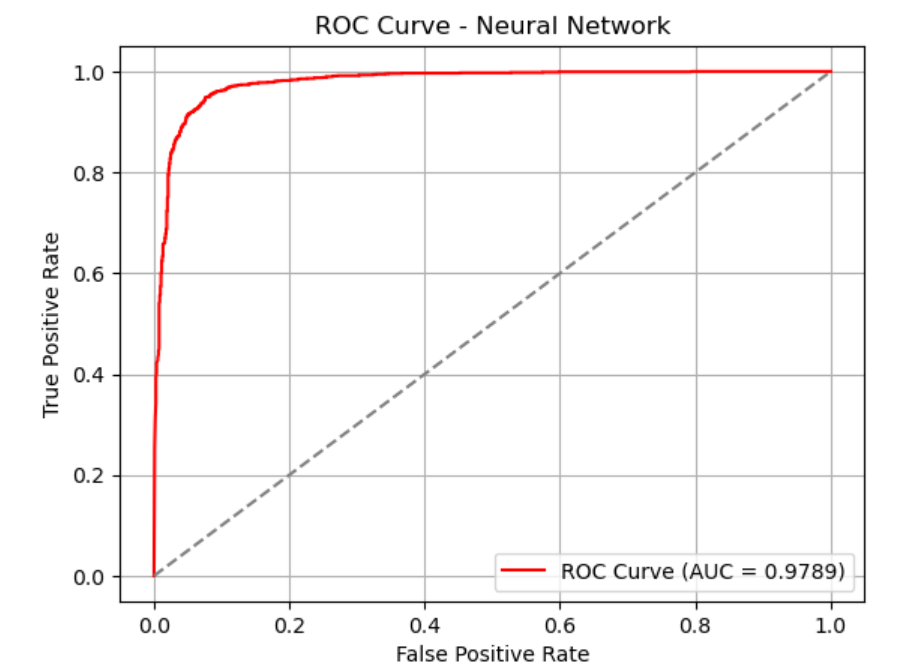 ROC Curve - Neural Network
True Positive Rate
1.0
0.8
0.6
0.4
0.2
0.0
ROC Curve (AUC = 0.9789)
0.0 0.2 0.4 0.6 0.8 1.0
False Positive Rate